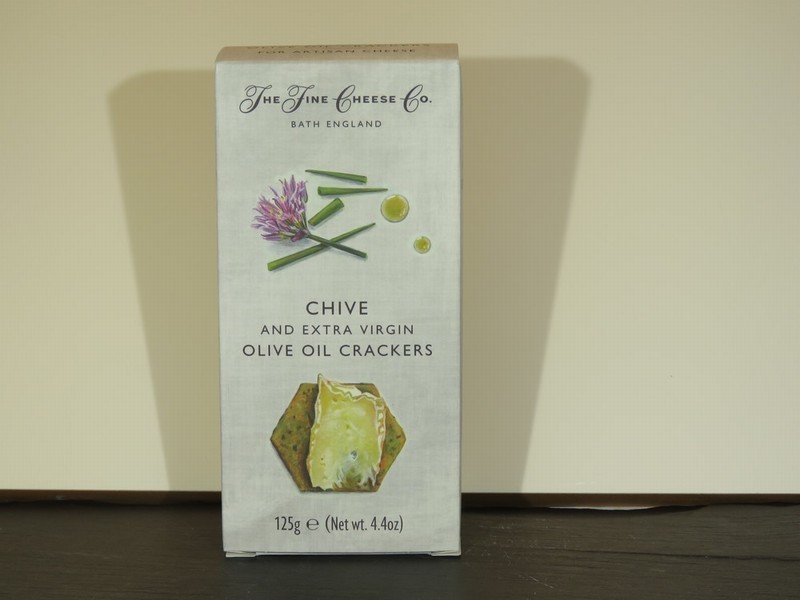 FOR ARTISAN CHEESE
The Fine Cheese Co.
BATH ENGLAND
CHIVE
AND EXTRA VIRGIN
OLIVE OIL CRACKERS
125g ℮ (Net wt. 4.4oz)